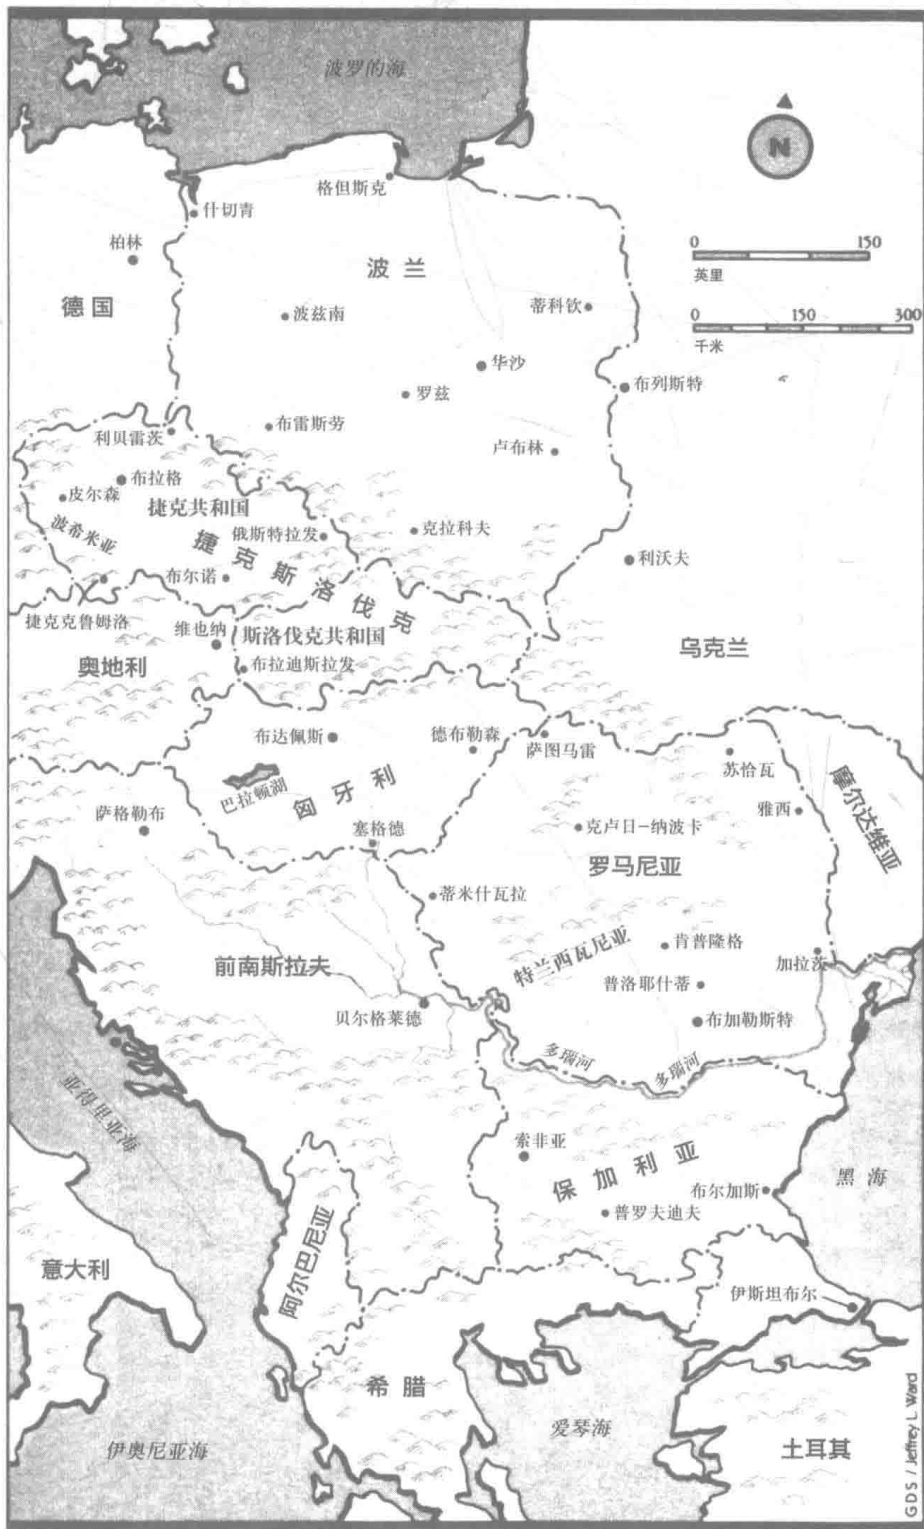 波罗的海
N
格但斯克
什切青
柏林
波兰
0 150
英里
德国
波兹南
蒂科钦
0 150 300
千米
华沙
布列斯特
罗兹
利贝雷茨
布雷斯劳
卢布林
布拉格
皮尔森
捷克共和国
波希米亚
俄斯特拉发
克拉科夫
捷克斯洛伐克
利沃夫
布尔诺
捷克克鲁姆洛
维也纳
斯洛伐克共和国
奥地利
布拉迪斯拉发
乌克兰
布达佩斯
德布勒森
萨图马雷
苏恰瓦
巴拉顿湖
匈牙利
摩尔达维亚
萨格勒布
塞格德
克卢日-纳波卡
雅西
罗马尼亚
蒂米什瓦拉
特兰西瓦尼亚
肯普隆格
加拉茨
前南斯拉夫
普洛耶什蒂
贝尔格莱德
布加勒斯特
多瑙河
多瑙河
亚得里亚海
索非亚
保加利亚
布尔加斯
黑海
普罗夫迪夫
阿尔巴尼亚
意大利
伊斯坦布尔
希腊
爱琴海
伊奥尼亚海
土耳其
GDS / Jeffrey L. Ward